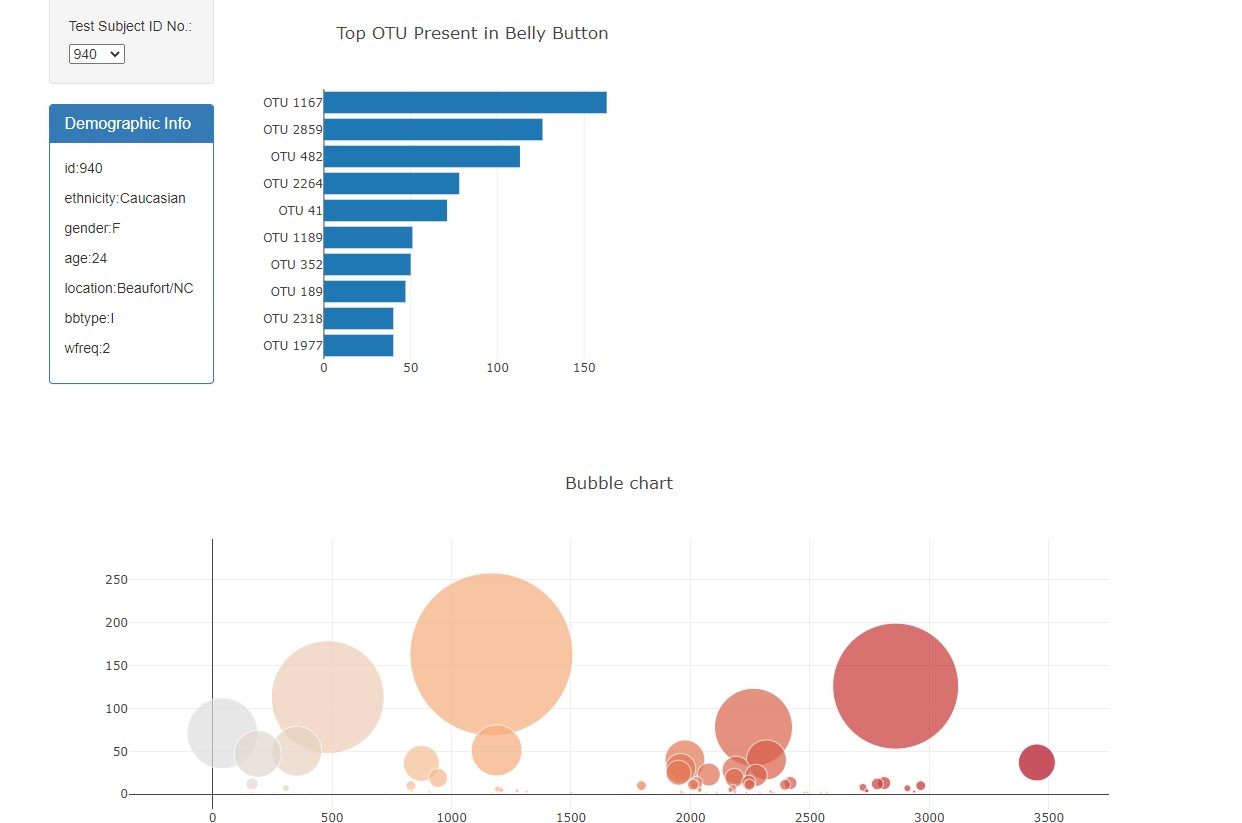 Test Subject ID No.:
940
Demographic Info
id:940
ethnicity:Caucasian
gender:F
age:24
location:Beaufort/NC
bbtype:I
wfreq:2
Top OTU Present in Belly Button
OTU 1167
OTU 2859
OTU 482
OTU 2264
OTU 41
OTU 1189
OTU 352
OTU 189
OTU 2318
OTU 1977
0 50 100 150
Bubble chart
250
200
150
100
50
0
0 500 1000 1500 2000 2500 3000 3500